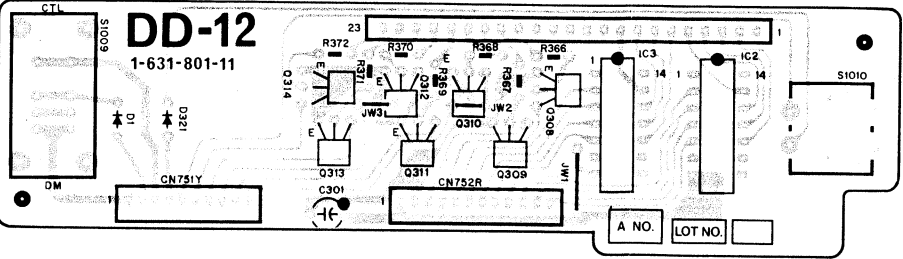 CTL
S1009
DM
DD-12
1-631-801-11
D1
D321
CN751Y
1
Q314
E
R372
R371
R370
E
JW3
Q312
R369
E
R368
JW2
Q310
R367
R366
E
Q308
E
Q313
E
Q311
Q309
C301
CN752R
1
JW1
23
1
IC3
1
14
IC2
1
14
S1010
A NO.
LOT NO.